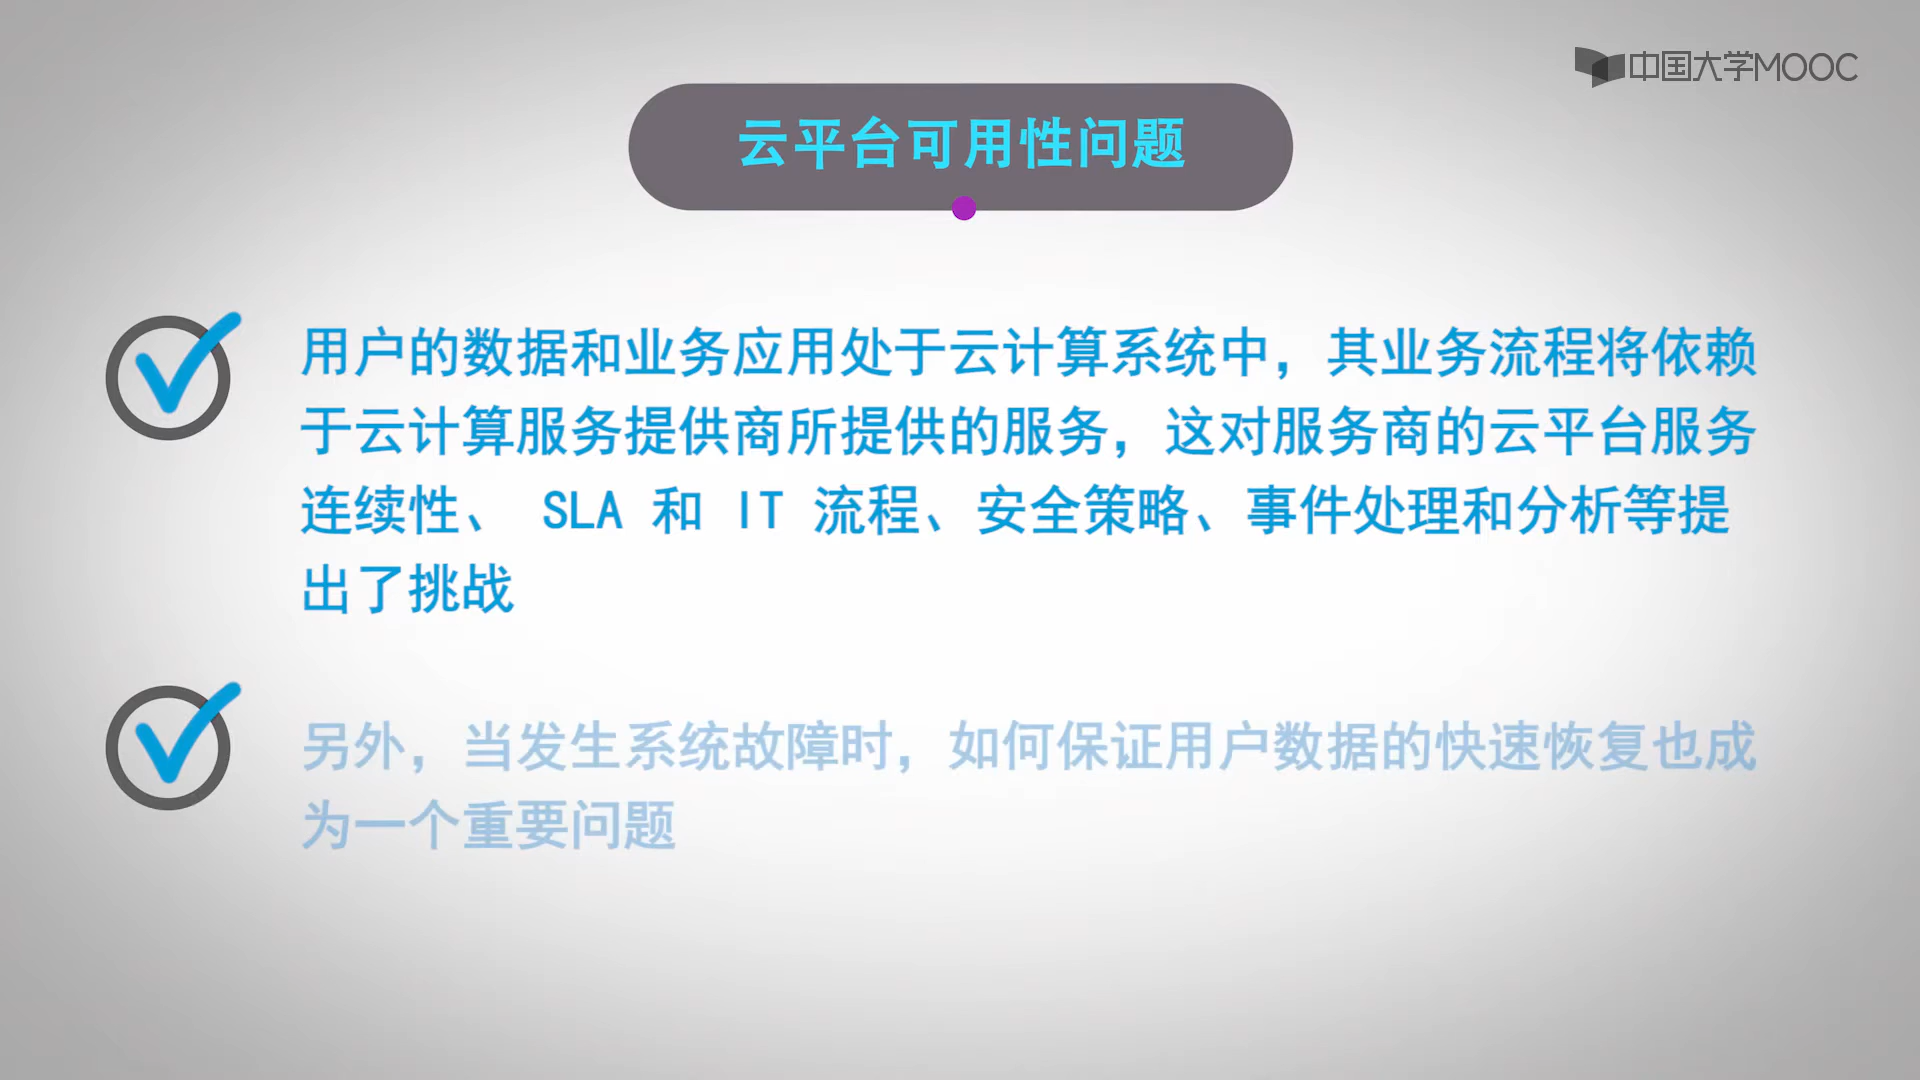 中国大学MOOC
云平台可用性问题
用户的数据和业务应用处于云计算系统中，其业务流程将依赖
于云计算服务提供商所提供的服务，这对服务商的云平台服务
连续性、 SLA 和 IT 流程、安全策略、事件处理和分析等提
出了挑战
另外，当发生系统故障时，如何保证用户数据的快速恢复也成
为一个重要问题